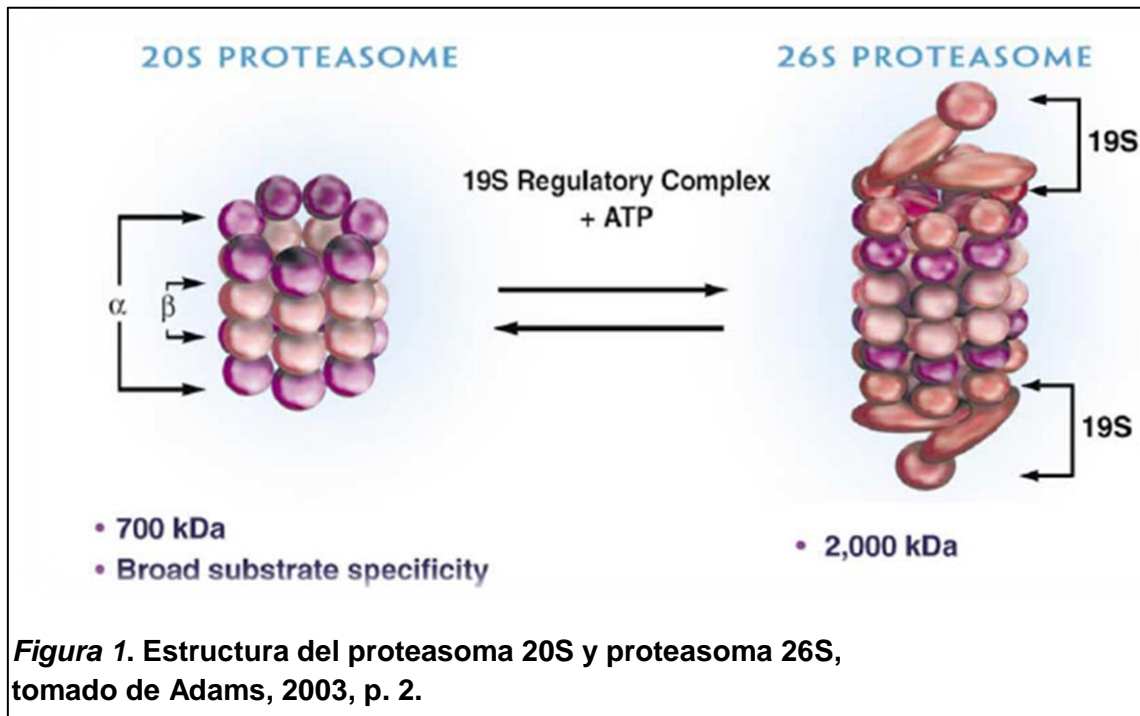 20S PROTEASOME
26S PROTEASOME
19S
19S Regulatory Complex
+ ATP
α
β
19S
• 700 kDa
• Broad substrate specificity
• 2,000 kDa
Figura 1. Estructura del proteasoma 20S y proteasoma 26S,
tomado de Adams, 2003, p. 2.